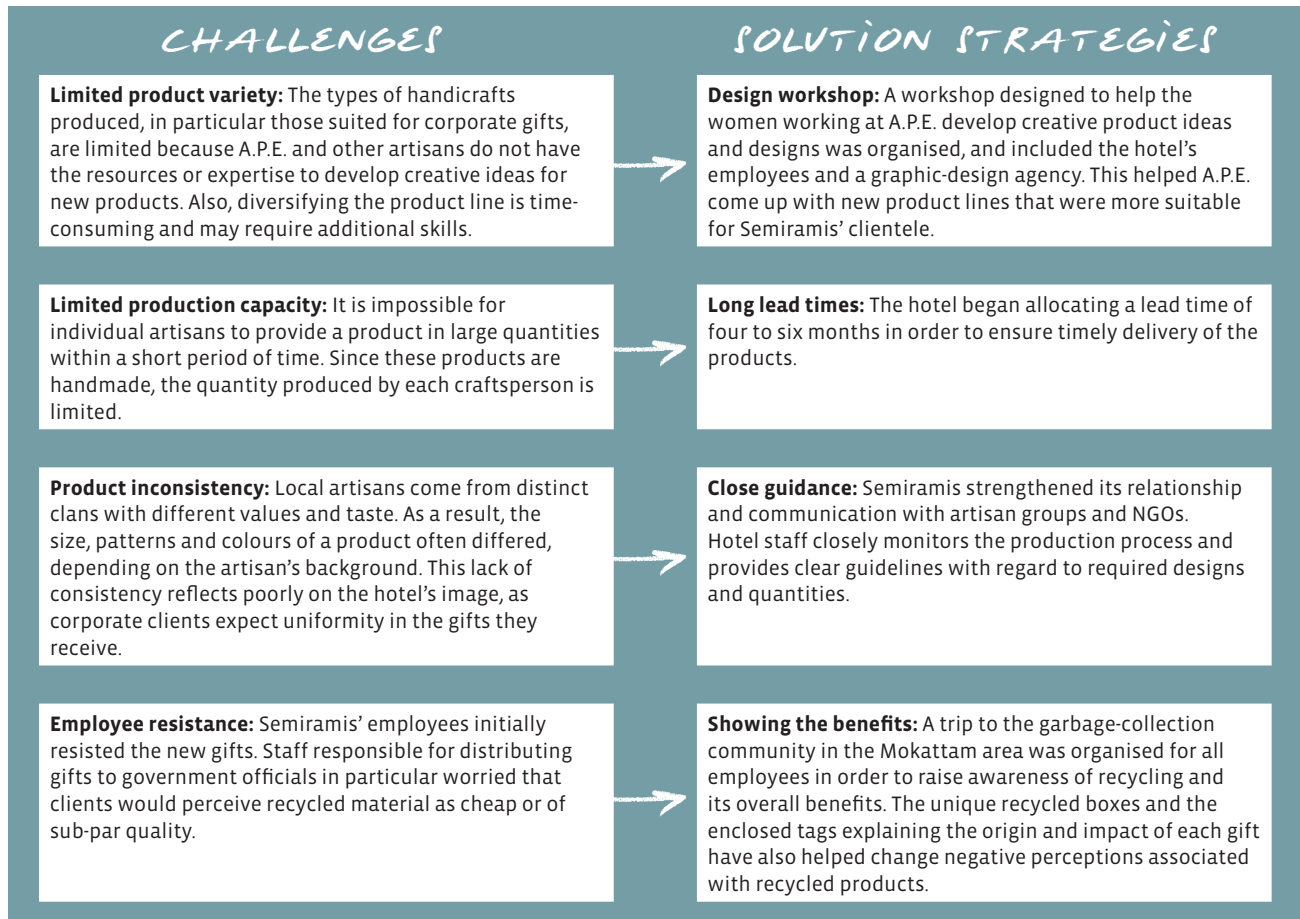 CHALLENGES
SOLUTION STRATEGIES
Limited product variety: The types of handicrafts
produced, in particular those suited for corporate gifts,
are limited because A.P.E. and other artisans do not have
the resources or expertise to develop creative ideas for
new products. Also, diversifying the product line is time-
consuming and may require additional skills.
Design workshop: A workshop designed to help the
women working at A.P.E. develop creative product ideas
and designs was organised, and included the hotel's
employees and a graphic-design agency. This helped A.P.E.
come up with new product lines that were more suitable
for Semiramis' clientele.
Limited production capacity: It is impossible for
individual artisans to provide a product in large quantities
within a short period of time. Since these products are
handmade, the quantity produced by each craftsperson is
limited.
Long lead times: The hotel began allocating a lead time of
four to six months in order to ensure timely delivery of the
products.
Product inconsistency: Local artisans come from distinct
clans with different values and taste. As a result, the
size, patterns and colours of a product often differed,
depending on the artisan's background. This lack of
consistency reflects poorly on the hotel's image, as
corporate clients expect uniformity in the gifts they
receive.
Close guidance: Semiramis strengthened its relationship
and communication with artisan groups and NGOs.
Hotel staff closely monitors the production process and
provides clear guidelines with regard to required designs
and quantities.
Employee resistance: Semiramis' employees initially
resisted the new gifts. Staff responsible for distributing
gifts to government officials in particular worried that
clients would perceive recycled material as cheap or of
sub-par quality.
Showing the benefits: A trip to the garbage-collection
community in the Mokattam area was organised for all
employees in order to raise awareness of recycling and
its overall benefits. The unique recycled boxes and the
enclosed tags explaining the origin and impact of each gift
have also helped change negative perceptions associated
with recycled products.